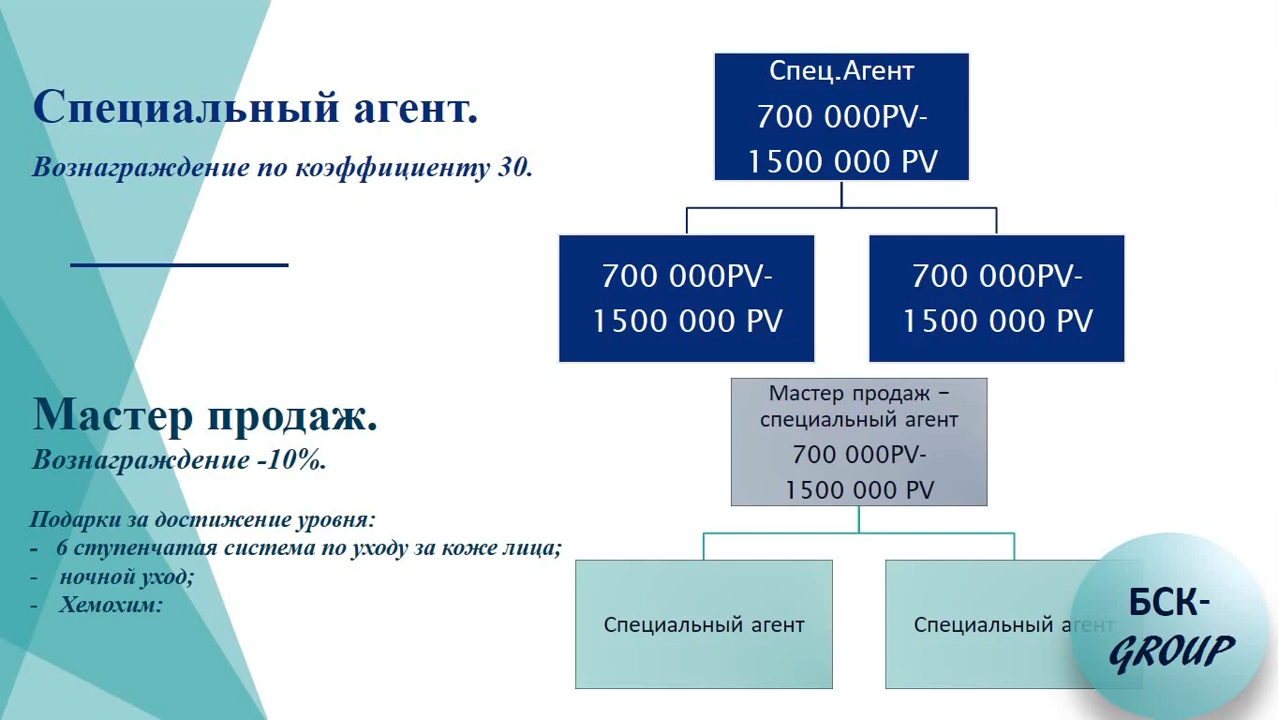 Специальный агент.
Вознаграждение по коэффициенту 30.
Спец.Агент
700 000PV-
1500 000 PV
700 000PV-
1500 000 PV
700 000PV-
1500 000 PV
Мастер продаж.
Вознаграждение -10%.
Подарки за достижение уровня:
- 6 ступенчатая система по уходу за коже лица;
- ночной уход;
- Хемохим:
Мастер продаж –
специальный агент
700 000PV-
1500 000 PV
Специальный агент
Специальный агент
БСК-
GROUP